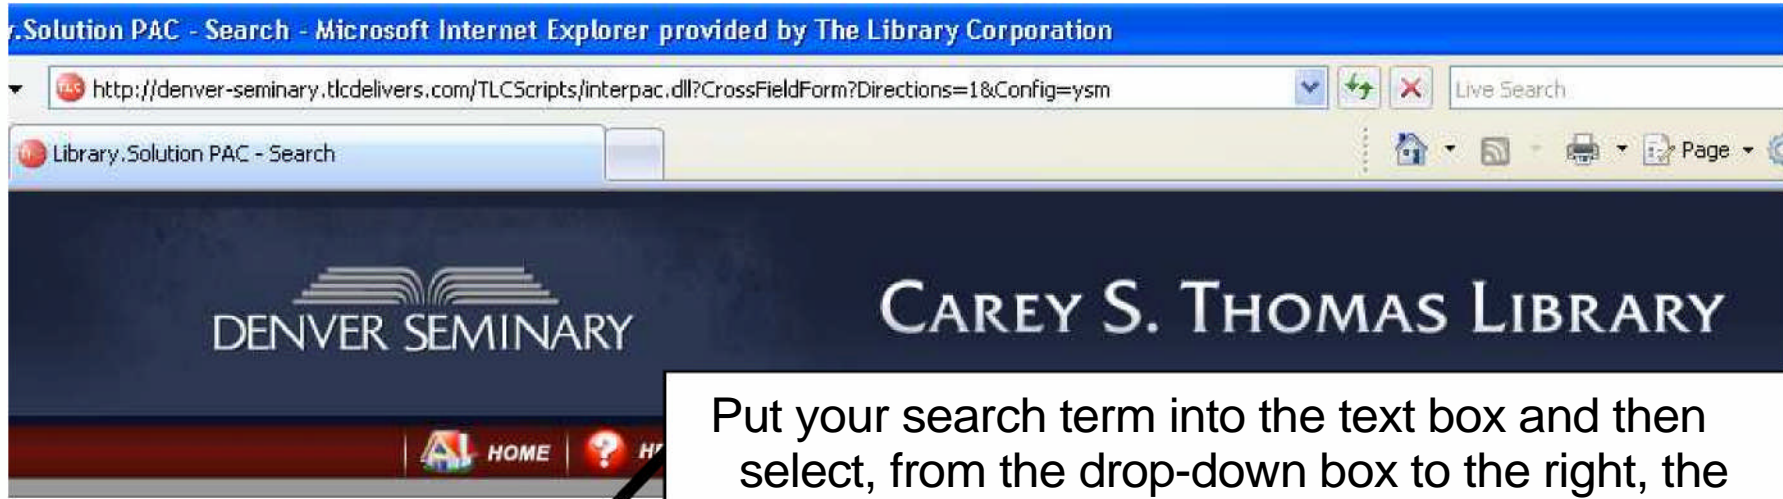 .Solution PAC - Search - Microsoft Internet Explorer provided by The Library Corporation
http://denver-seminary.tlcdelivers.com/TLCScripts/interpac.dll?CrossFieldForm?Directions=1&Config=ysm
Live Search
Library.Solution PAC - Search
Page
DENVER SEMINARY
CAREY S. THOMAS LIBRARY
HOME
Put your search term into the text box and then
select, from the drop-down box to the right, the